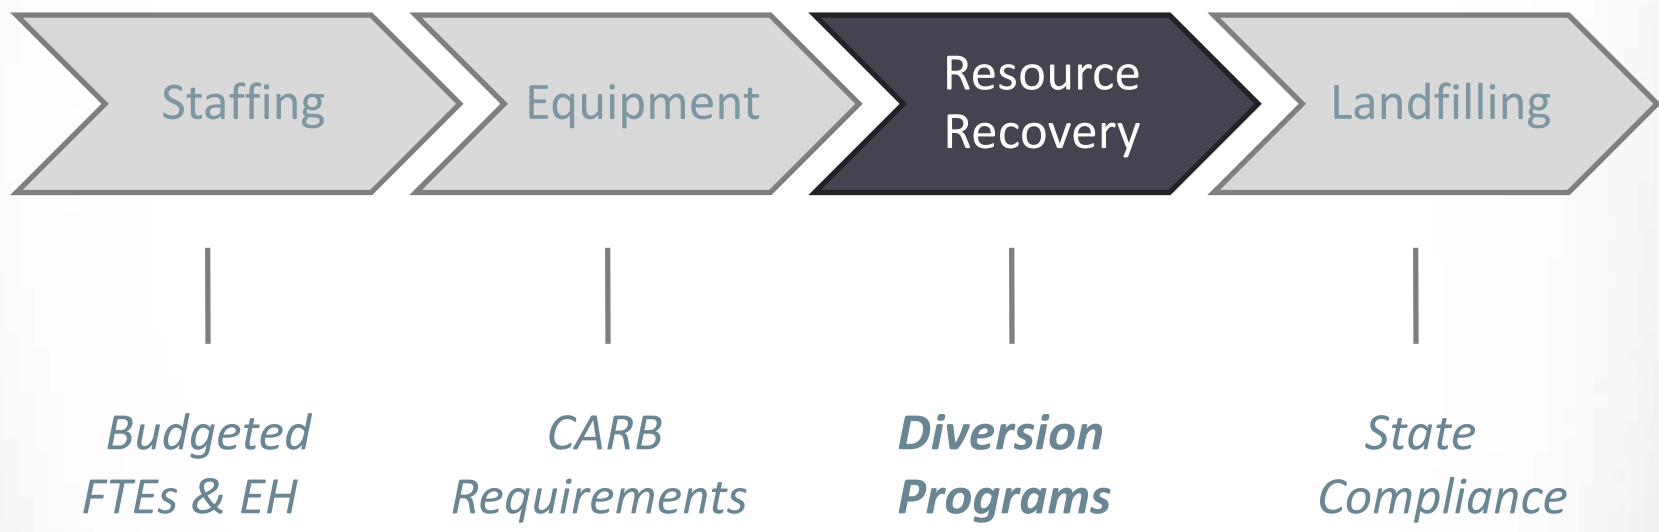 Staffing
Equipment
Resource
Recovery
Landfilling
Budgeted
FTEs & EH
CARB
Requirements
Diversion
Programs
State
Compliance